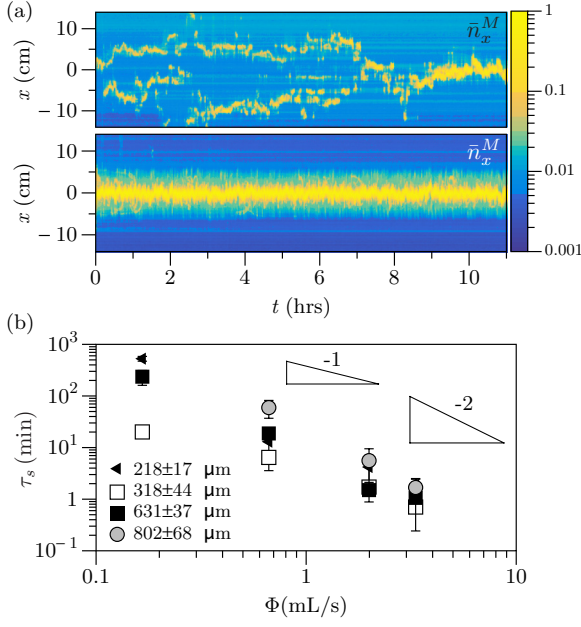 (a)
x (cm)
10
0
−10
n̄ₓᴹ
1
0.1
0.01
0.001
x (cm)
10
0
−10
n̄ₓᴹ
0 2 4 6 8 10
t (hrs)
(b)
τₛ (min)
10³
10²
10¹
1
10⁻¹
-1
-2
218±17 μm
318±44 μm
631±37 μm
802±68 μm
0.1 1 10
Φ(mL/s)